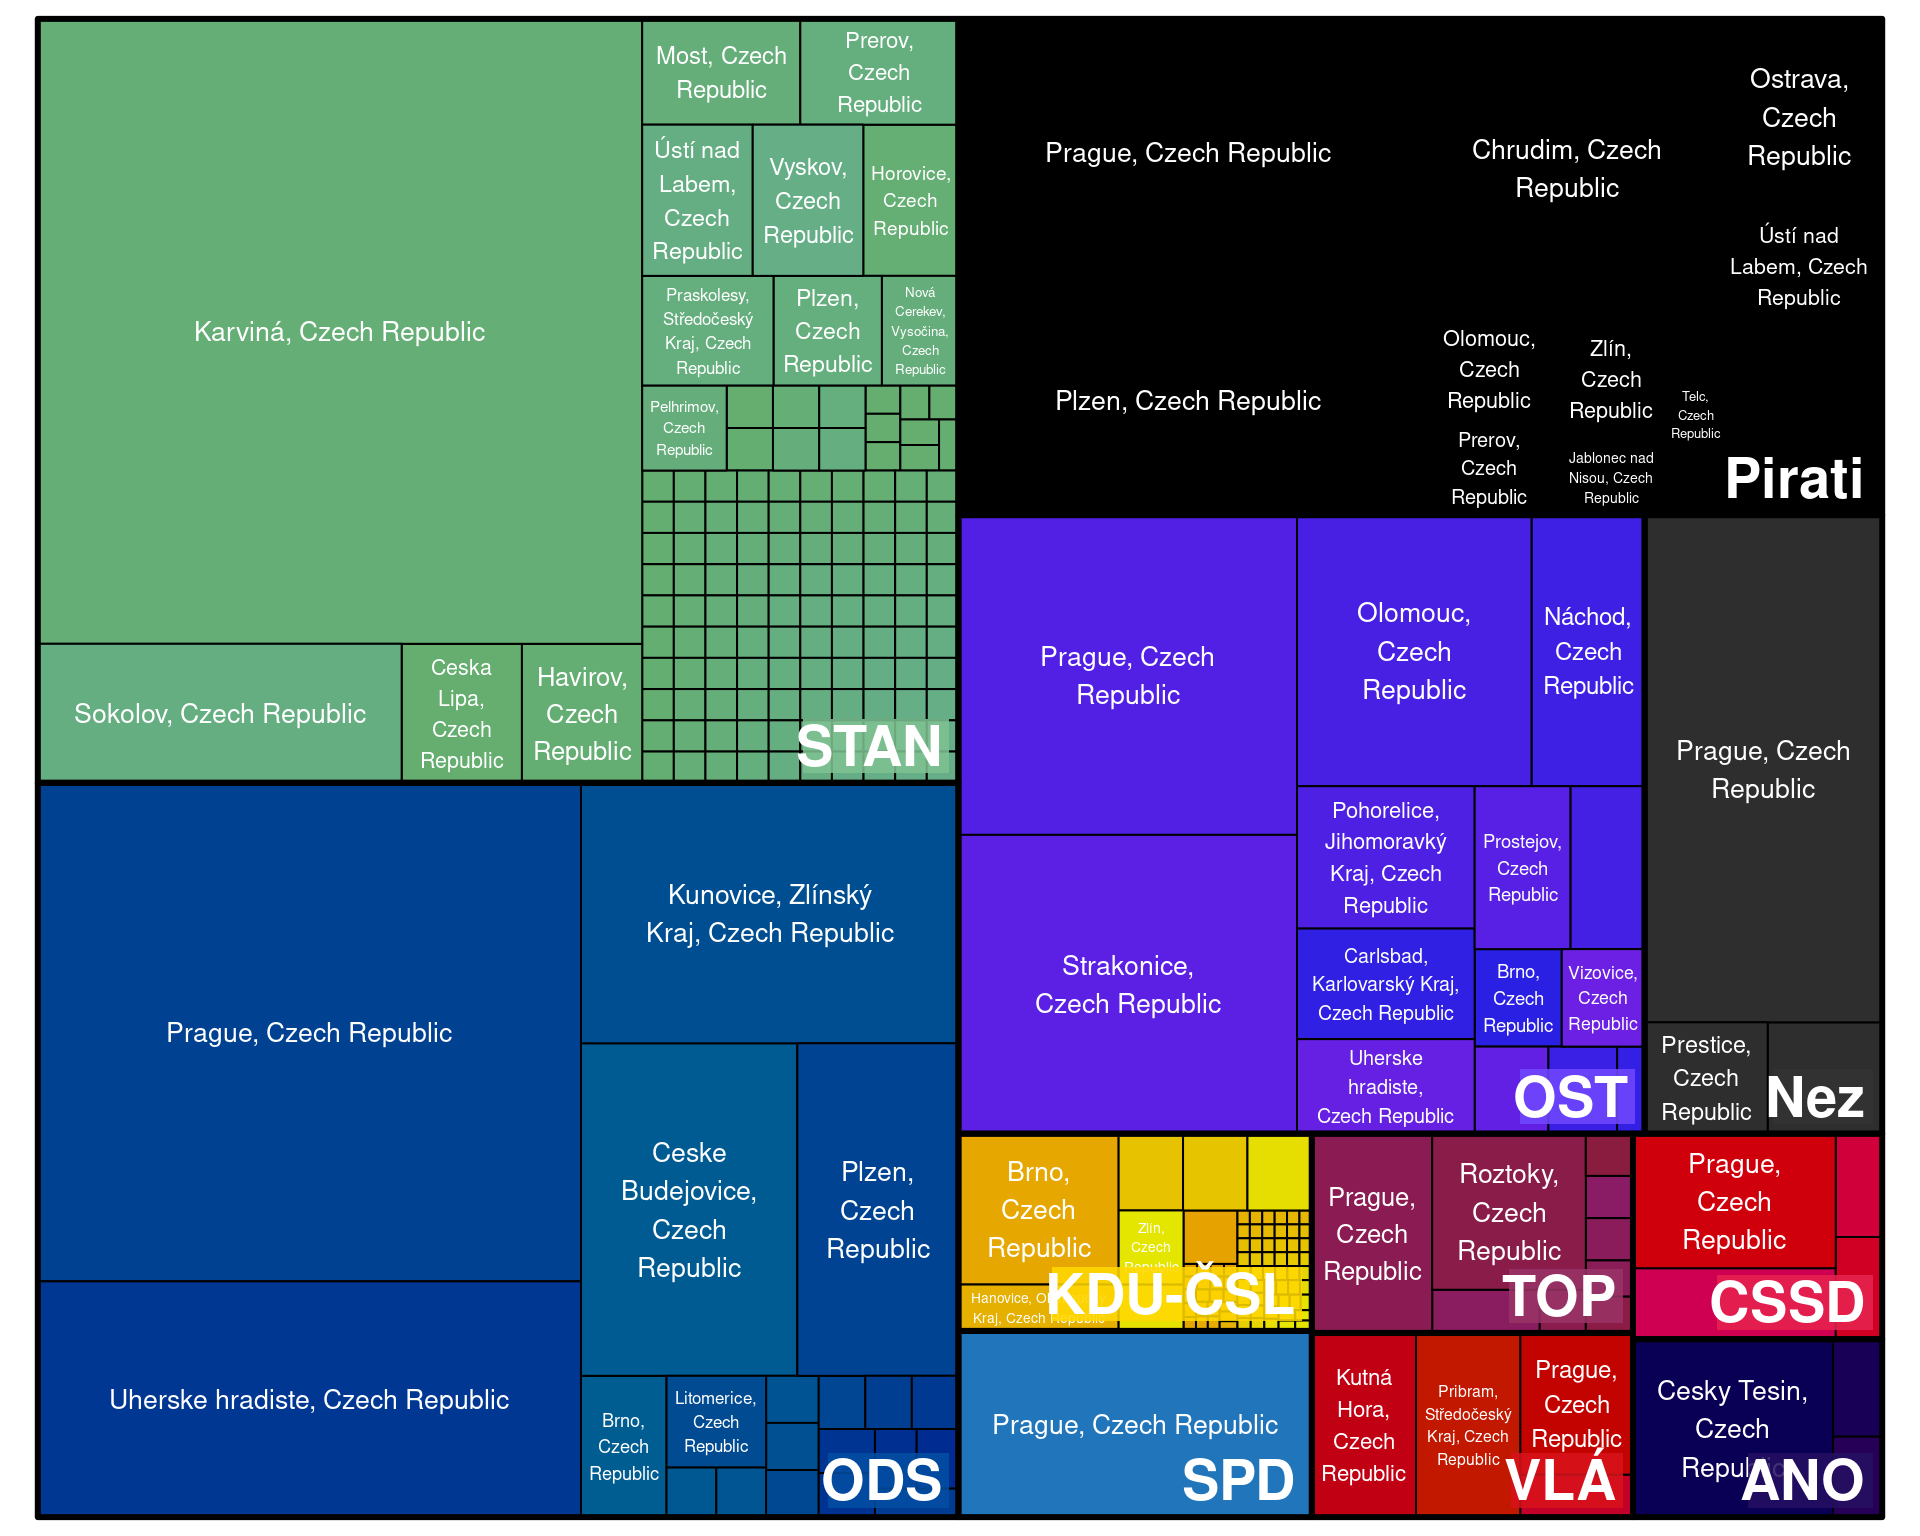 Karviná, Czech Republic
Sokolov, Czech Republic
Ceska
Lipa,
Czech
Republic
Havirov,
Czech
Republic
Most, Czech
Republic
Prerov,
Czech
Republic
Ústí nad
Labem,
Czech
Republic
Vyskov,
Czech
Republic
Horovice,
Czech
Republic
Praskolesy,
Středočeský
Kraj, Czech
Republic
Plzen,
Czech
Republic
Nová
Cerekev,
Vysočina,
Czech
Republic
Pelhrimov,
Czech
Republic
STAN
Prague, Czech Republic
Plzen, Czech Republic
Chrudim, Czech
Republic
Ostrava,
Czech
Republic
Ústí nad
Labem, Czech
Republic
Olomouc,
Czech
Republic
Zlín,
Czech
Republic
Telc,
Czech
Republic
Prerov,
Czech
Republic
Jablonec nad
Nisou, Czech
Republic
Pirati
Prague, Czech Republic
Uherske hradiste, Czech Republic
Kunovice, Zlínský
Kraj, Czech Republic
Ceske
Budejovice,
Czech
Republic
Plzen,
Czech
Republic
Brno,
Czech
Republic
Litomerice,
Czech
Republic
ODS
Prague, Czech
Republic
Strakonice,
Czech Republic
Olomouc,
Czech
Republic
Náchod,
Czech
Republic
Pohorelice,
Jihomoravký
Kraj, Czech
Republic
Prostejov,
Czech
Republic
Carlsbad,
Karlovarský Kraj,
Czech Republic
Brno,
Czech
Republic
Vizovice,
Czech
Republic
Uherske
hradiste,
Czech Republic
OST
Prague, Czech
Republic
Prestice,
Czech
Republic
Nez
Brno,
Czech
Republic
Zlín,
Czech
Republic
Hanovice,
Kraj, Czech Republic
KDU-ČSL
Prague,
Czech
Republic
Roztoky,
Czech
Republic
TOP
Prague,
Czech
Republic
CSSD
Prague, Czech Republic
SPD
Kutná
Hora,
Czech
Republic
Pribram,
Středočeský
Kraj, Czech
Republic
Prague,
Czech
Republic
VLÁ
Cesky Tesin,
Czech
Republic
ANO